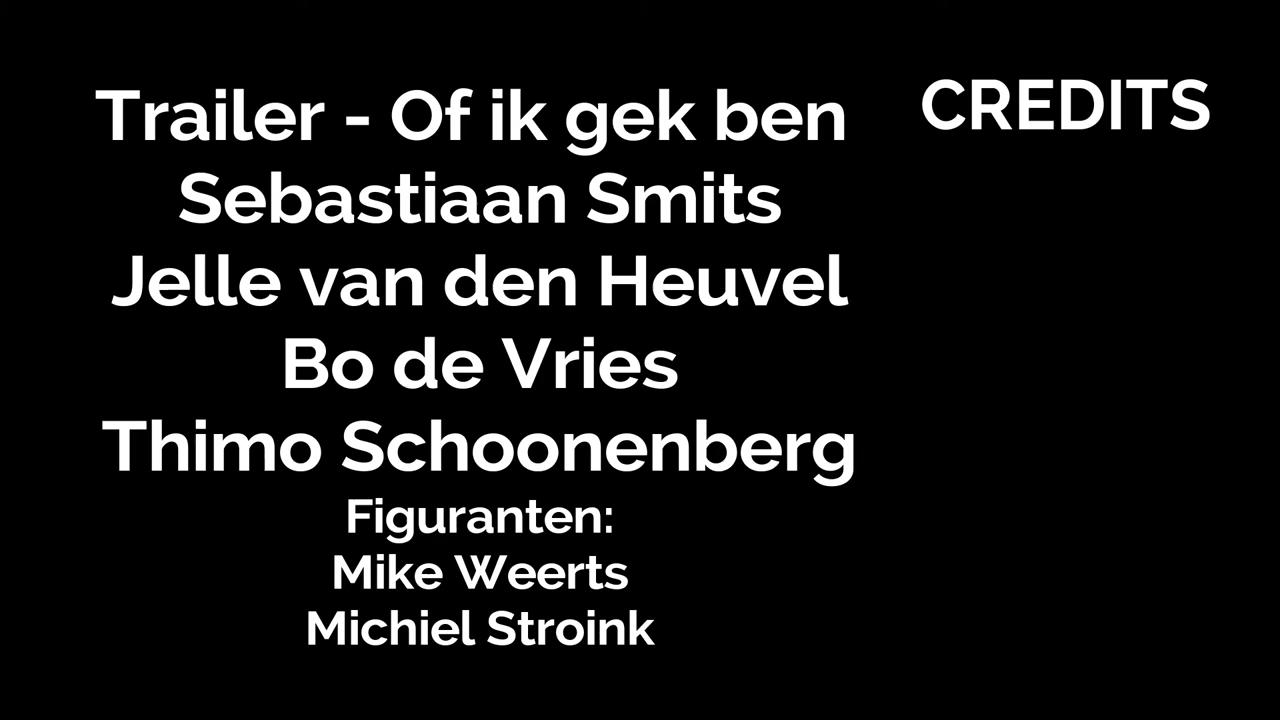 CREDITS
Trailer - Of ik gek ben
Sebastiaan Smits
Jelle van den Heuvel
Bo de Vries
Thimo Schoonenberg
Figuranten:
Mike Weerts
Michiel Stroink